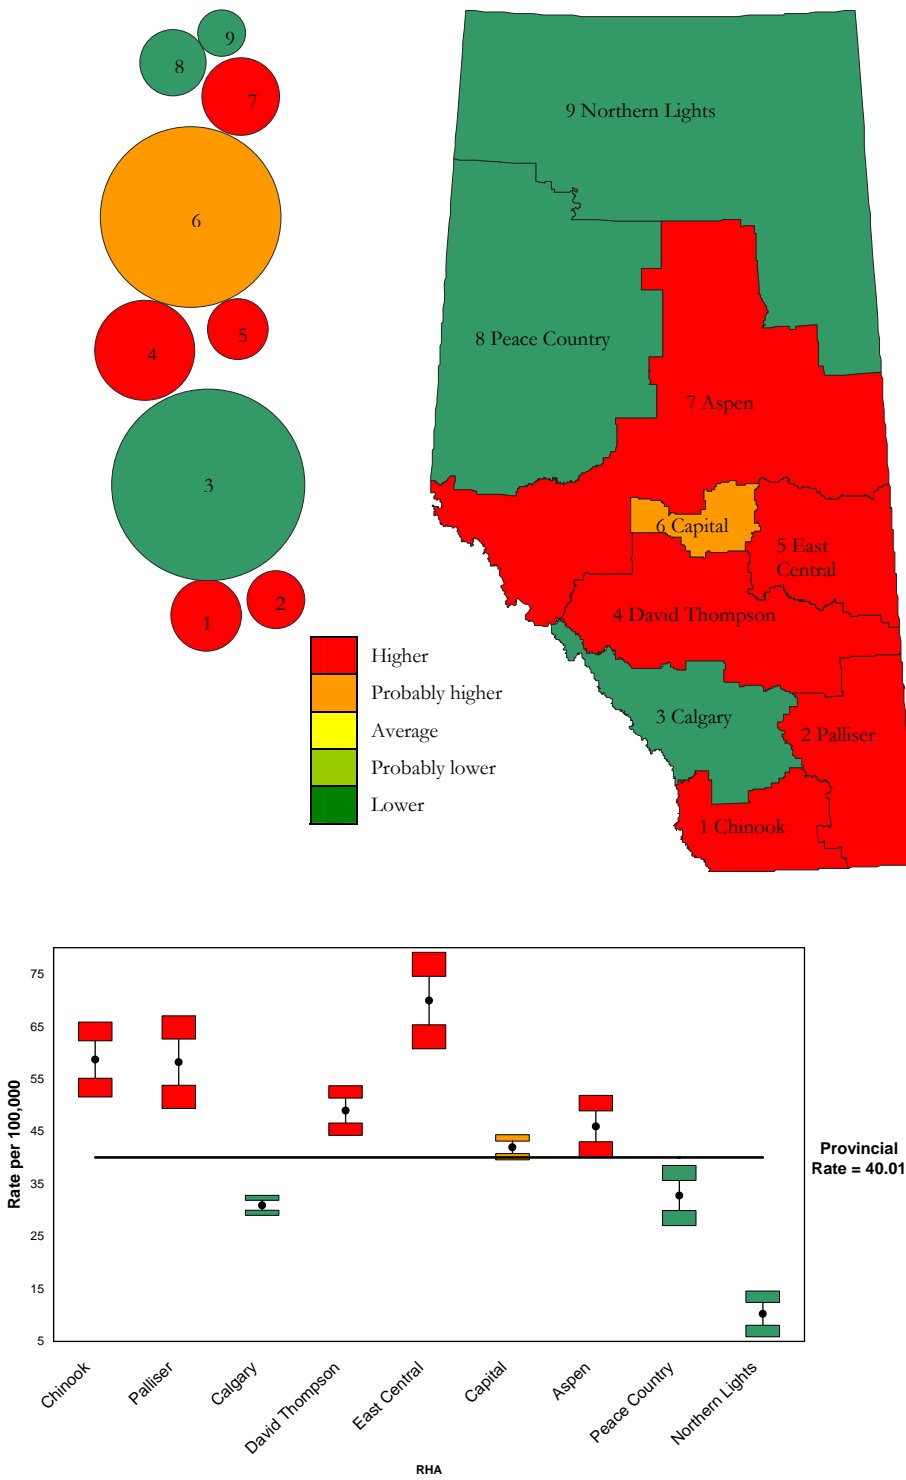 9
8
7
6
5
4
3
2
1
9 Northern Lights
8 Peace Country
7 Aspen
6 Capital
5 East
Central
4 David Thompson
3 Calgary
2 Palliser
1 Chinook
Higher
Probably higher
Average
Probably lower
Lower
75
65
55
45
35
25
15
5
Rate per 100,000
Provincial
Rate = 40.01
Chinook
Palliser
Calgary
David Thompson
East Central
Capital
Aspen
Peace Country
Northern Lights
RHA